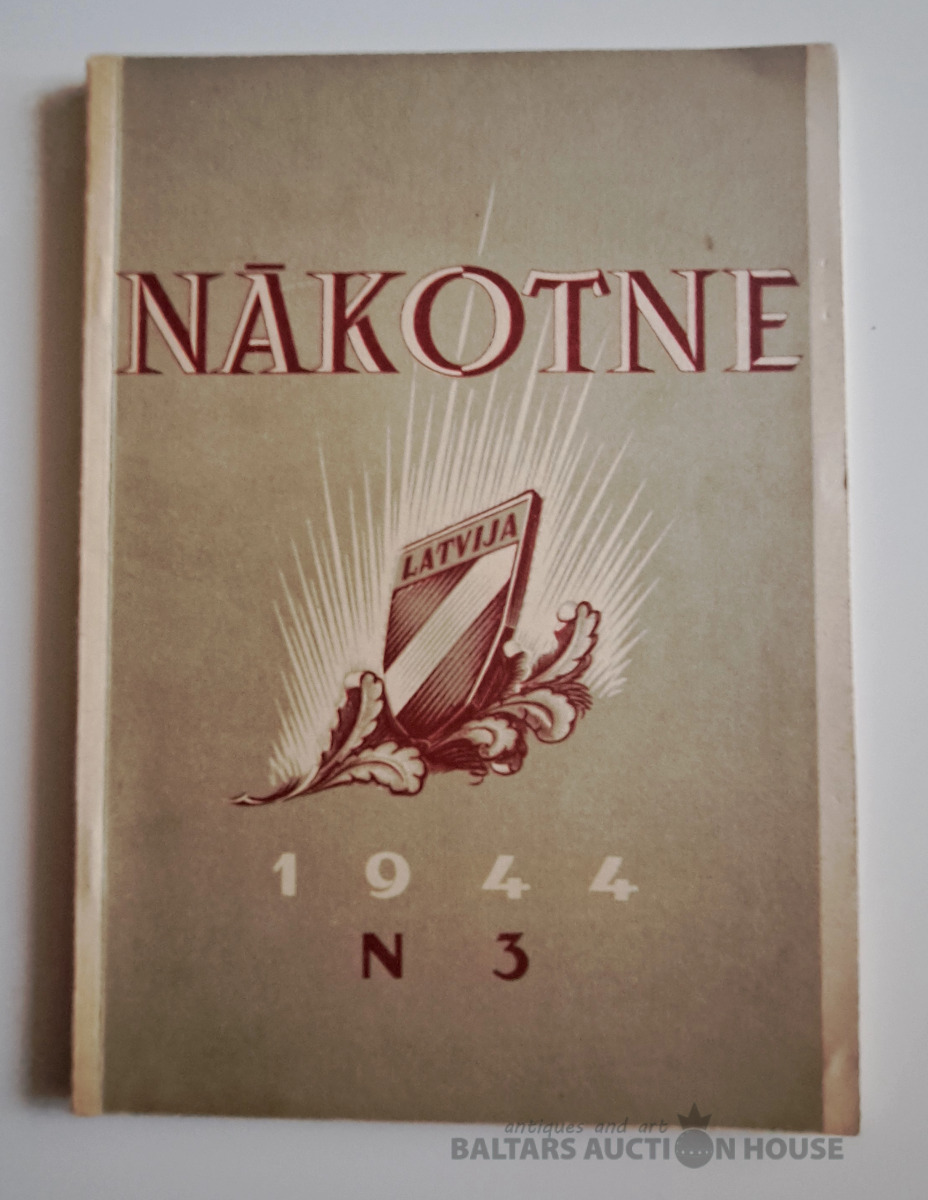 NĀKOTNE
LATVIJA
1944
N 3
antiques and art
BALTARS AUCTION HOUSE